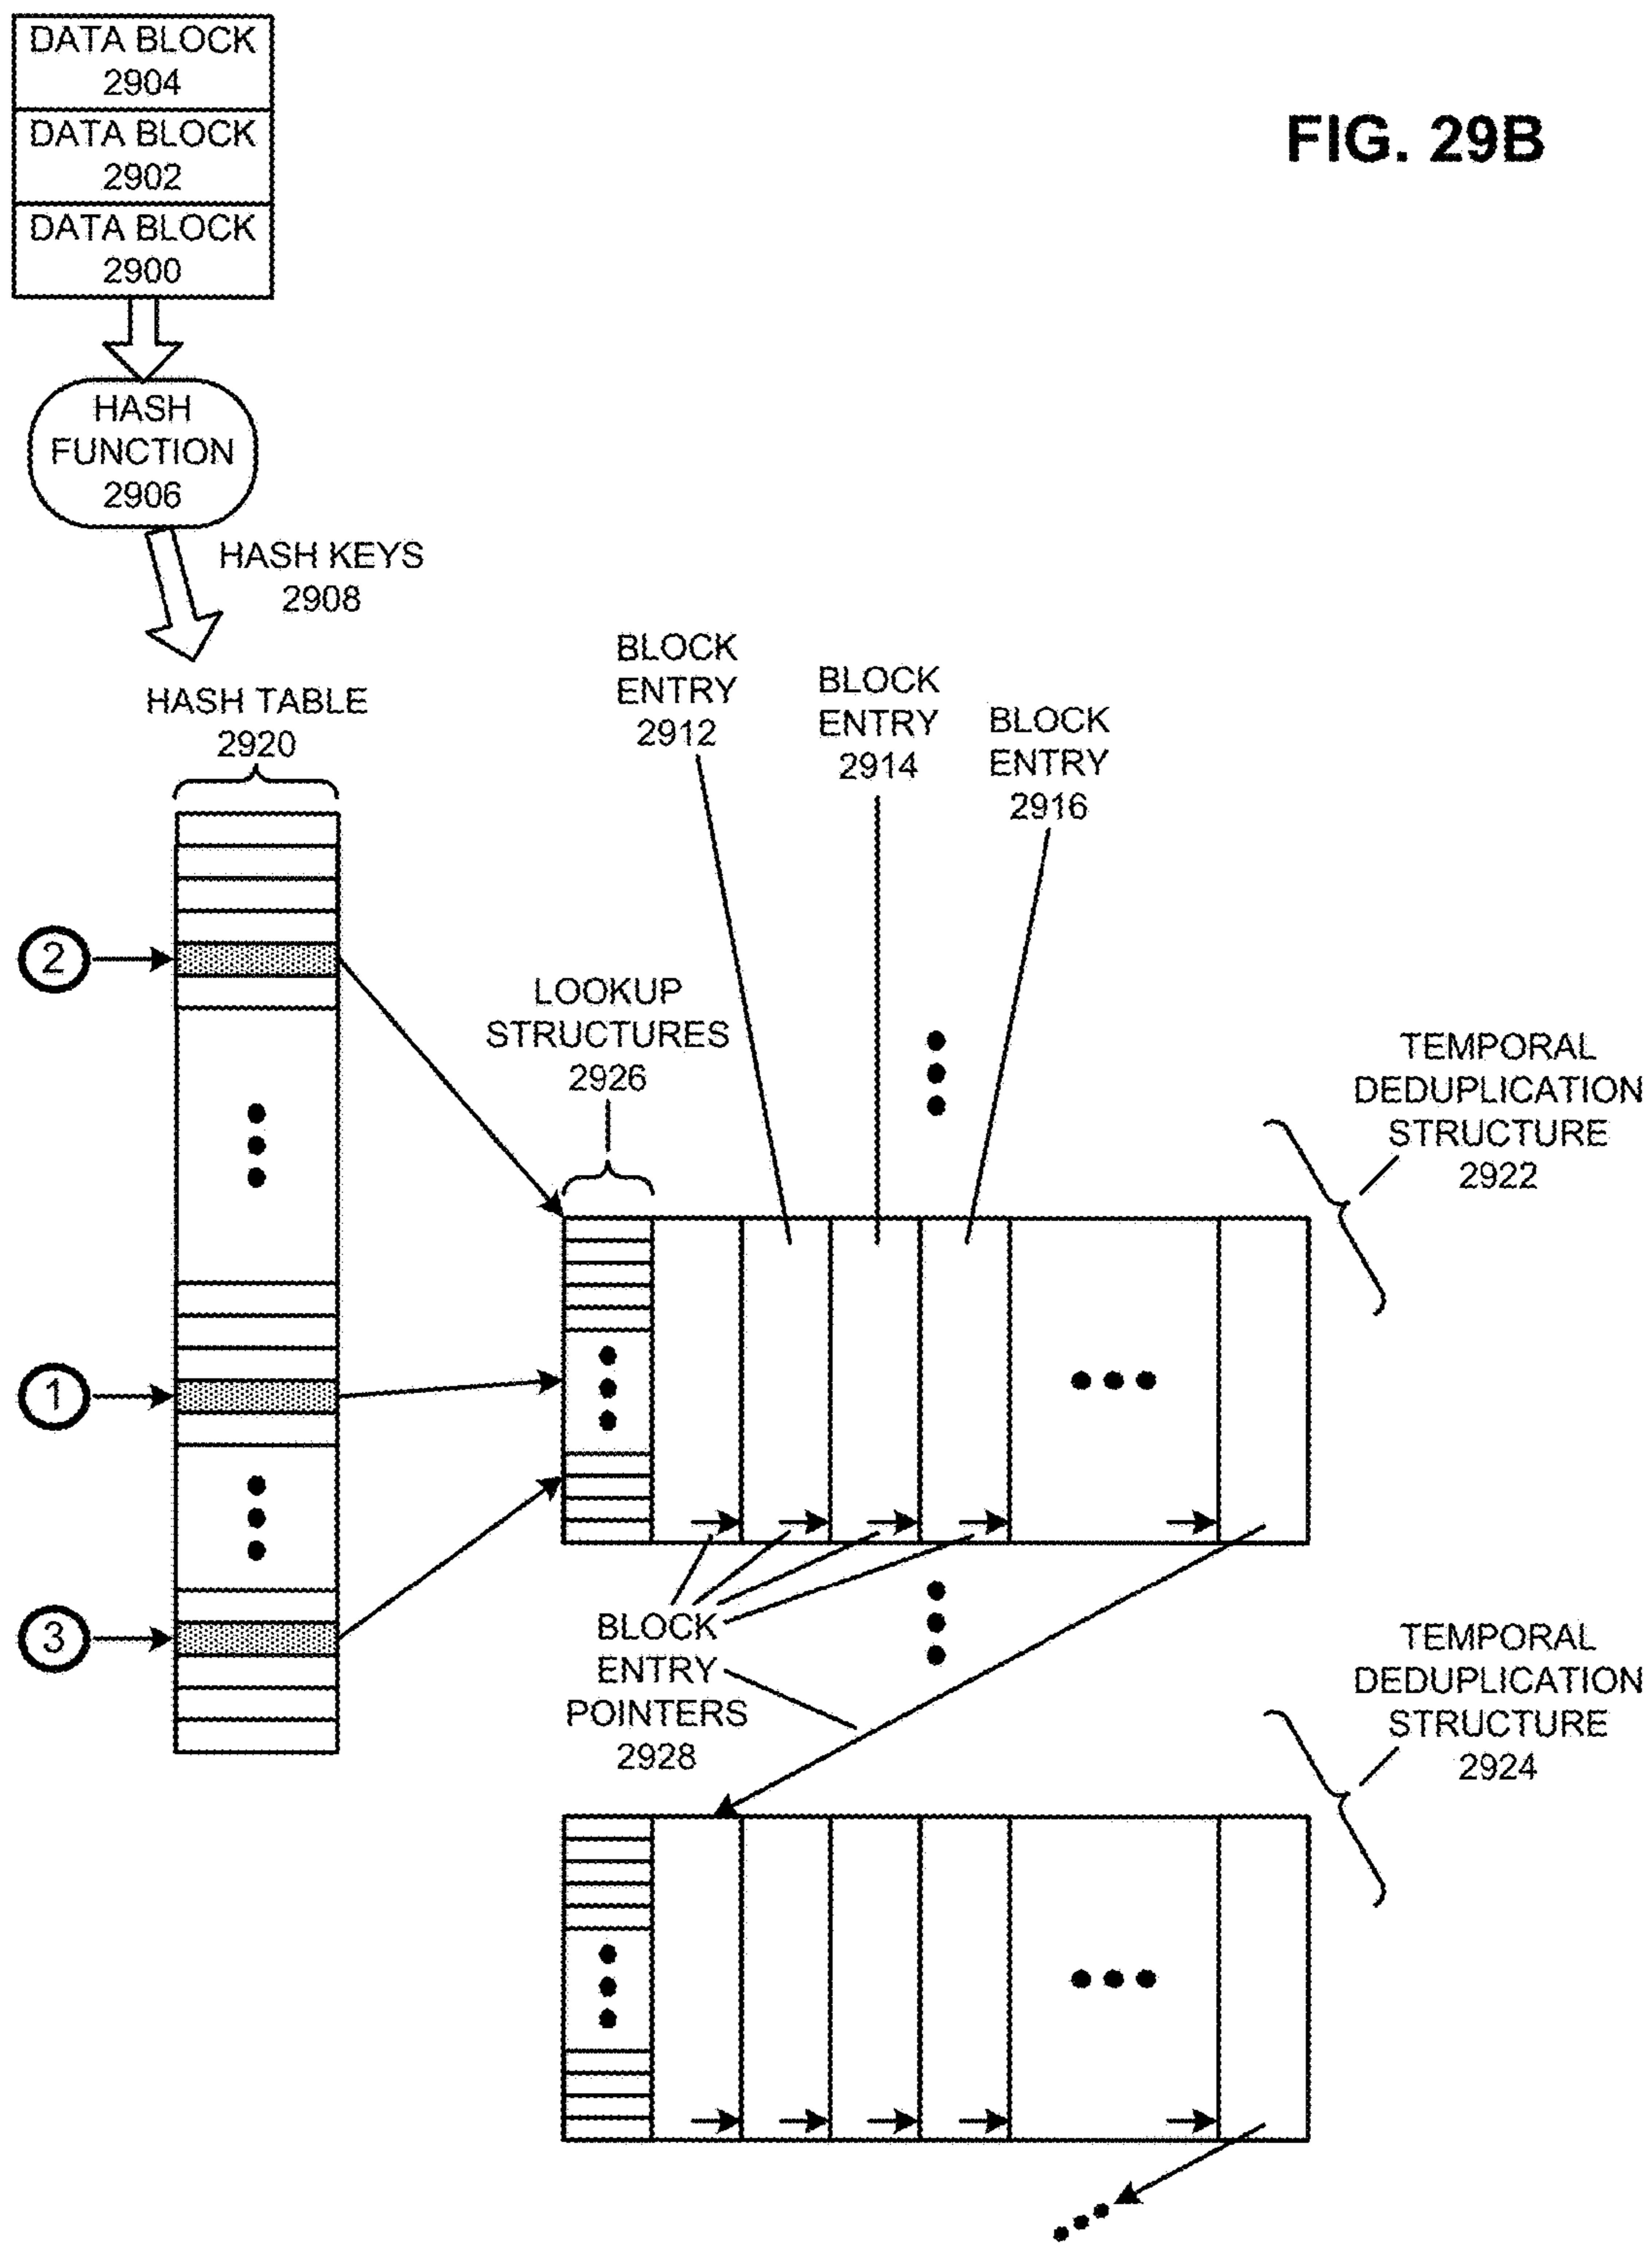 DATA BLOCK
2904
DATA BLOCK
2902
DATA BLOCK
2900
FIG. 29B
HASH
FUNCTION
2906
HASH KEYS
2908
HASH TABLE
2920
BLOCK
ENTRY
2912
BLOCK
ENTRY
2914
BLOCK
ENTRY
2916
2
LOOKUP
STRUCTURES
2926
TEMPORAL
DEDUPLICATION
STRUCTURE
2922
1
3
BLOCK
ENTRY
POINTERS
2928
TEMPORAL
DEDUPLICATION
STRUCTURE
2924